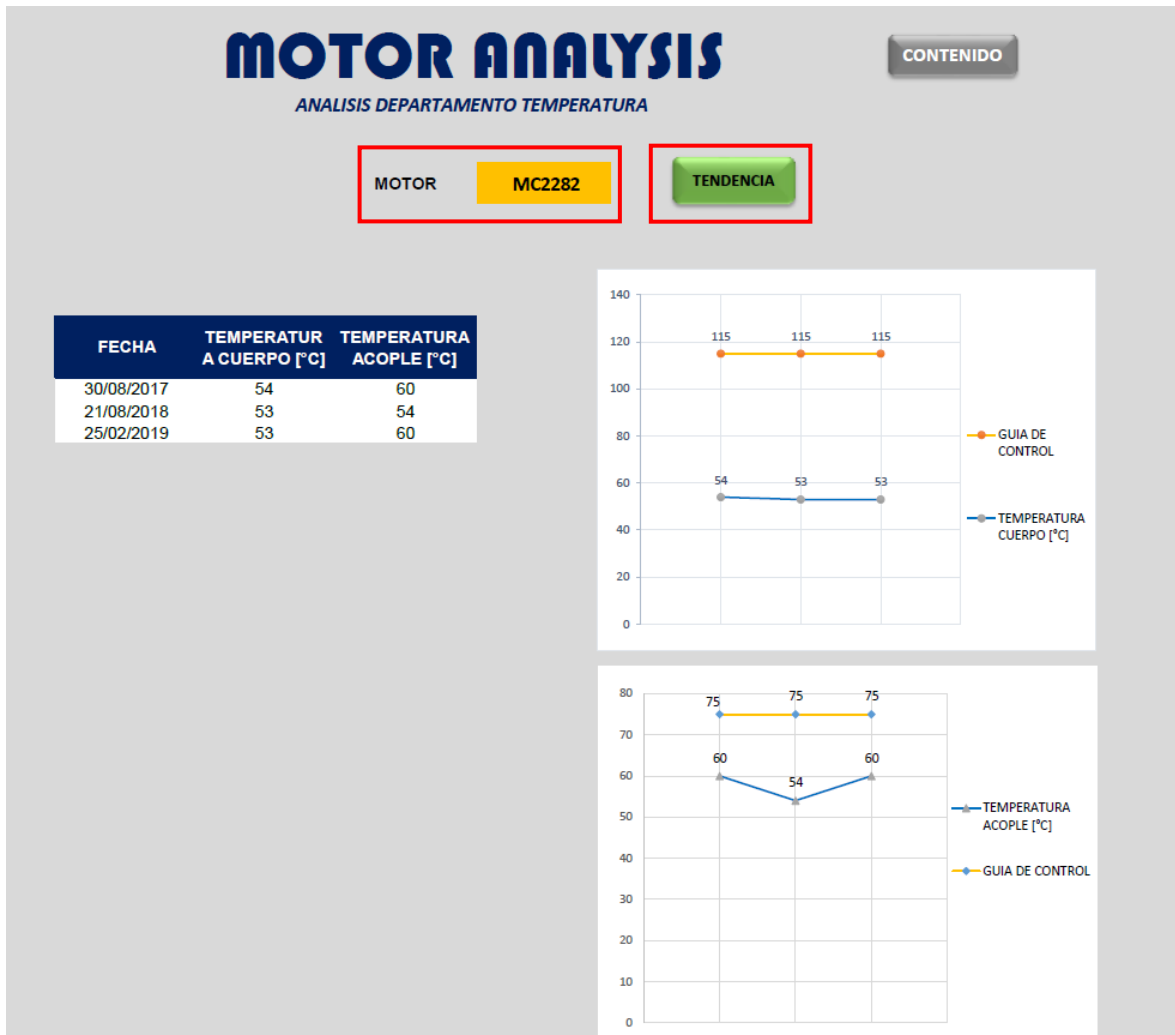 MOTOR ANALYSIS
CONTENIDO
ANALISIS DEPARTAMENTO TEMPERATURA
MOTOR
MC2282
TENDENCIA
FECHA
TEMPERATUR
A CUERPO [°C]
TEMPERATURA
ACOPLE [°C]
30/08/2017 54 60
21/08/2018 53 54
25/02/2019 53 60
140
120
100
80
60
40
20
0
115 115 115
54 53 53
GUIA DE
CONTROL
TEMPERATURA
CUERPO [°C]
80
70
60
50
40
30
20
10
0
75 75 75
60 54 60
TEMPERATURA
ACOPLE [°C]
GUIA DE CONTROL